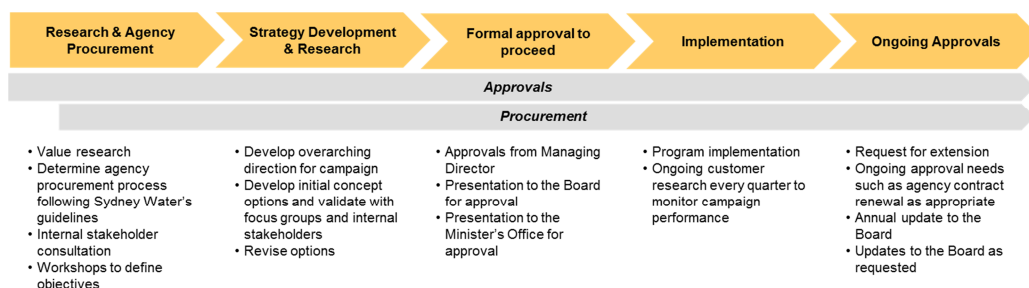 Research & Agency
Procurement
Strategy Development
& Research
Formal approval to
proceed
Implementation
Ongoing Approvals
Approvals
Procurement
• Value research
• Determine agency
procurement process
following Sydney Water's
guidelines
• Internal stakeholder
consultation
• Workshops to define
objectives
• Develop overarching
direction for campaign
• Develop initial concept
options and validate with
focus groups and internal
stakeholders
• Revise options
• Approvals from Managing
Director
• Presentation to the Board
for approval
• Presentation to the
Minister's Office for
approval
• Program implementation
• Ongoing customer
research every quarter to
monitor campaign
performance
• Request for extension
• Ongoing approval needs
such as agency contract
renewal as appropriate
• Annual update to the
Board
• Updates to the Board as
requested